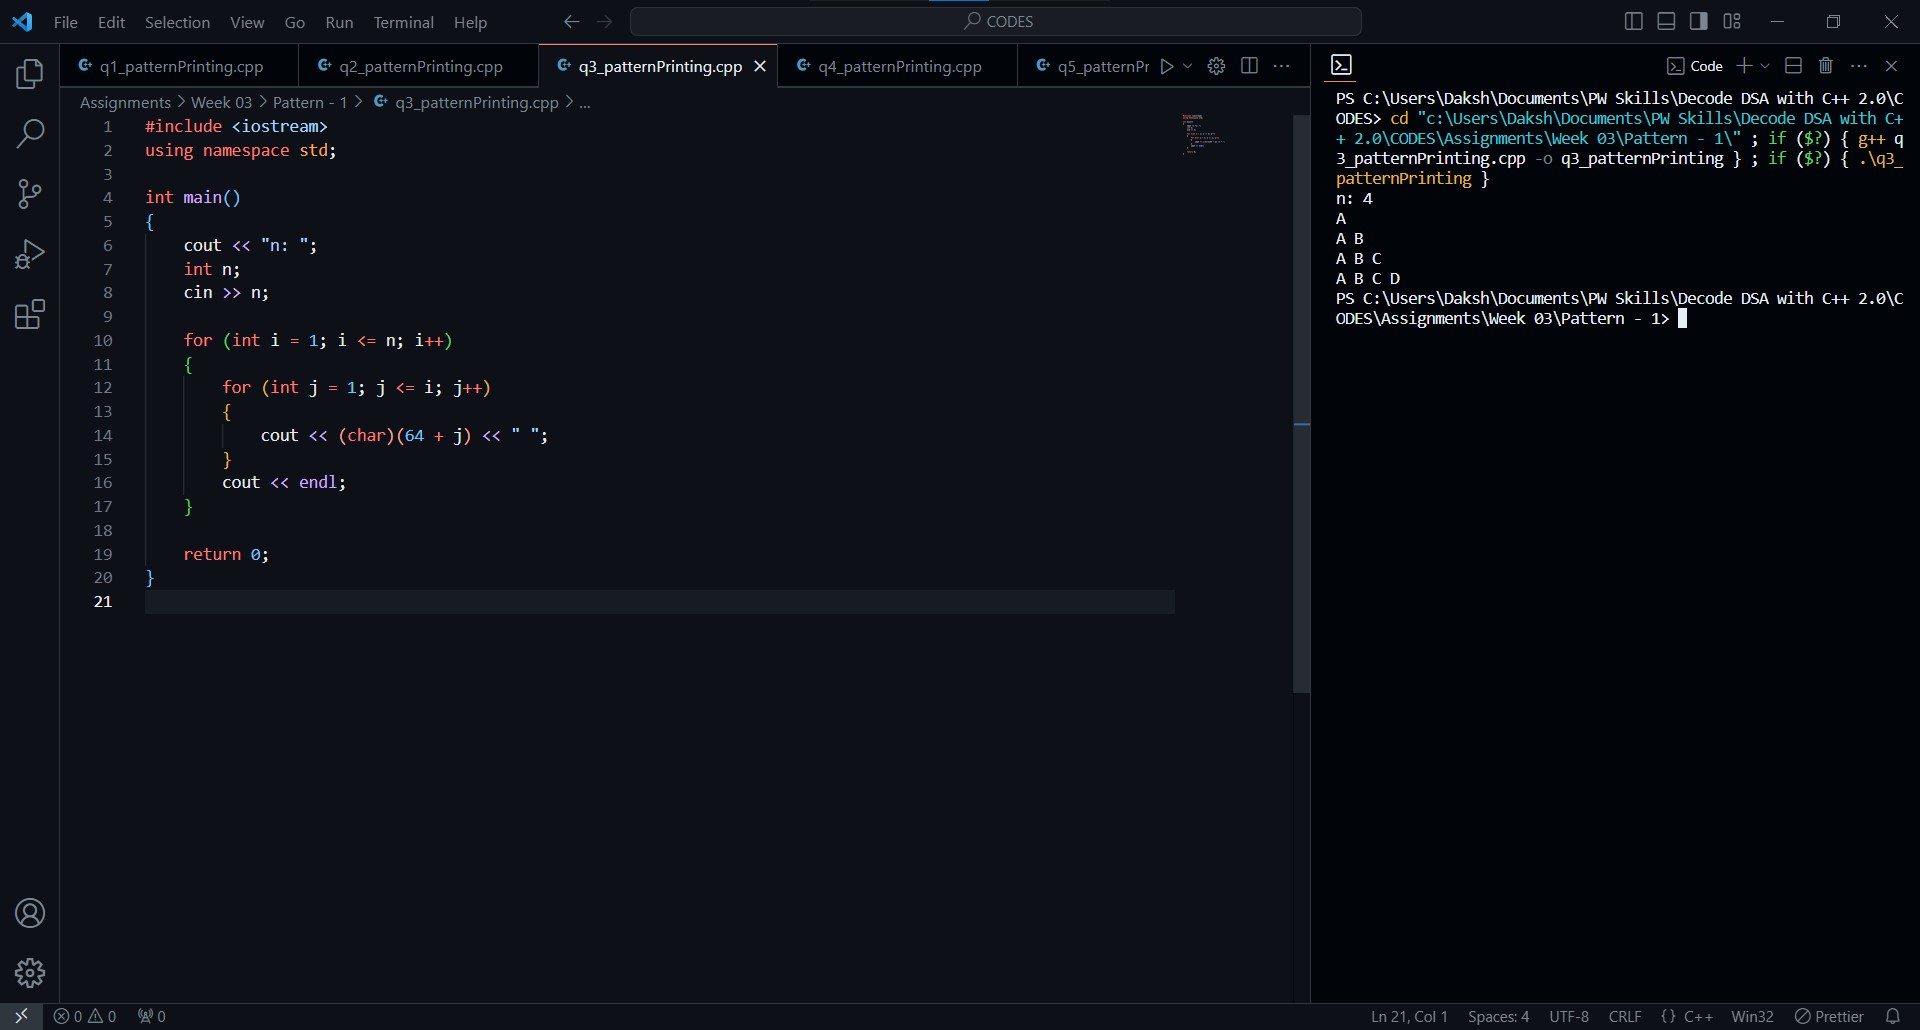 File Edit Selection View Go Run Terminal Help
CODES
q1_patternPrinting.cpp q2_patternPrinting.cpp q3_patternPrinting.cpp q4_patternPrinting.cpp q5_patternPr
Assignments > Week 03 > Pattern - 1 > q3_patternPrinting.cpp > ...
1 #include <iostream>
2 using namespace std;
3
4 int main()
5 {
6     cout << "n: ";
7     int n;
8     cin >> n;
9
10     for (int i = 1; i <= n; i++)
11     {
12         for (int j = 1; j <= i; j++)
13         {
14             cout << (char)(64 + j) << " ";
15         }
16         cout << endl;
17     }
18
19     return 0;
20 }
21
Code
PS C:\Users\Daksh\Documents\PW Skills\Decode DSA with C++ 2.0\C
ODES> cd "c:\Users\Daksh\Documents\PW Skills\Decode DSA with C+
+ 2.0\CODES\Assignments\Week 03\Pattern - 1\" ; if ($?) { g++ q
3_patternPrinting.cpp -o q3_patternPrinting } ; if ($?) { .\q3_
patternPrinting }
n: 4
A
A B
A B C
A B C D
PS C:\Users\Daksh\Documents\PW Skills\Decode DSA with C++ 2.0\C
ODES\Assignments\Week 03\Pattern - 1>
0 0 0 Ln 21, Col 1 Spaces: 4 UTF-8 CRLF {} C++ Win32 Prettier